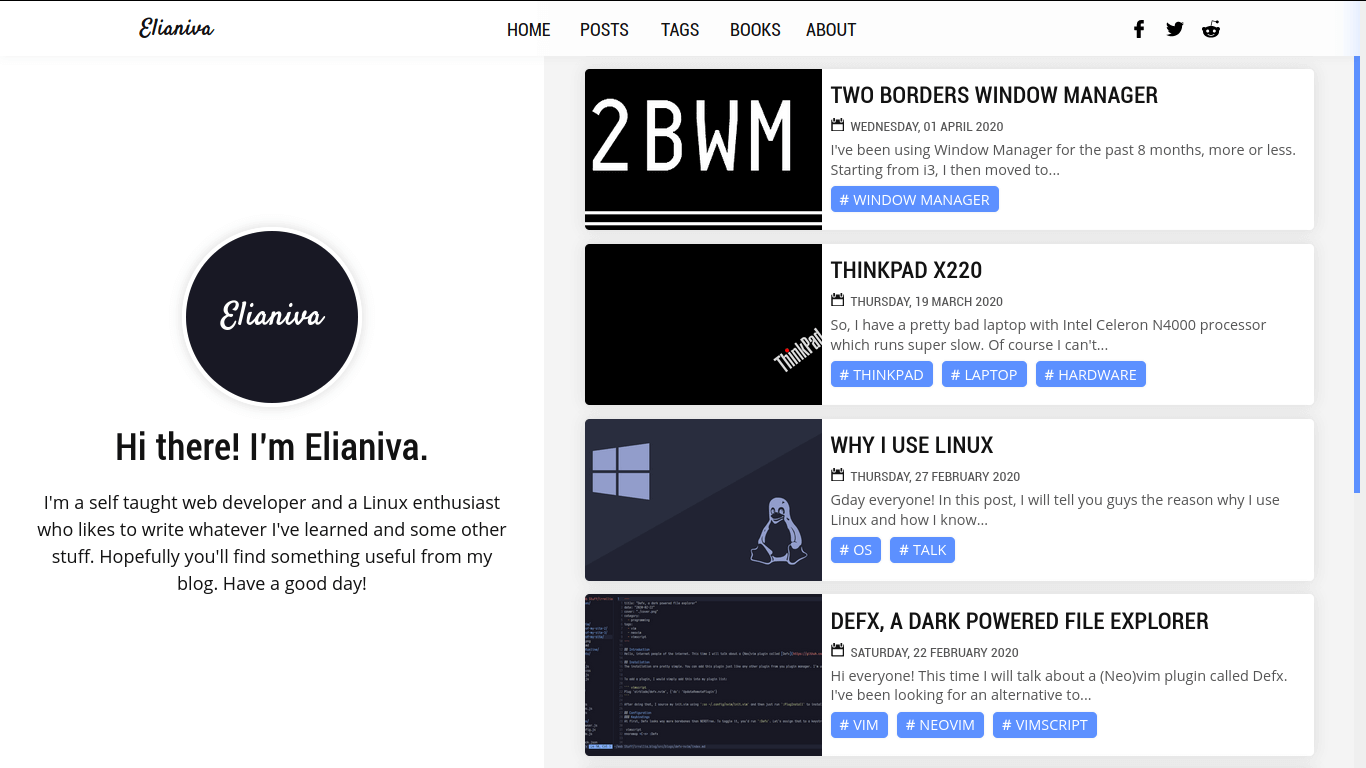 Elianiva
HOME POSTS TAGS BOOKS ABOUT
Elianiva
Hi there! I'm Elianiva.
I'm a self taught web developer and a Linux enthusiast
who likes to write whatever I've learned and some other
stuff. Hopefully you'll find something useful from my
blog. Have a good day!
2BWM
TWO BORDERS WINDOW MANAGER
WEDNESDAY, 01 APRIL 2020
I've been using Window Manager for the past 8 months, more or less.
Starting from i3, I then moved to...
# WINDOW MANAGER
ThinkPad
THINKPAD X220
THURSDAY, 19 MARCH 2020
So, I have a pretty bad laptop with Intel Celeron N4000 processor
which runs super slow. Of course I can't...
# THINKPAD # LAPTOP # HARDWARE
WHY I USE LINUX
THURSDAY, 27 FEBRUARY 2020
Gday everyone! In this post, I will tell you guys the reason why I use
Linux and how I know...
# OS # TALK
DEFX, A DARK POWERED FILE EXPLORER
SATURDAY, 22 FEBRUARY 2020
Hi everyone! This time I will talk about a (Neo)vim plugin called Defx.
I've been looking for an alternative to...
# VIM # NEOVIM # VIMSCRIPT